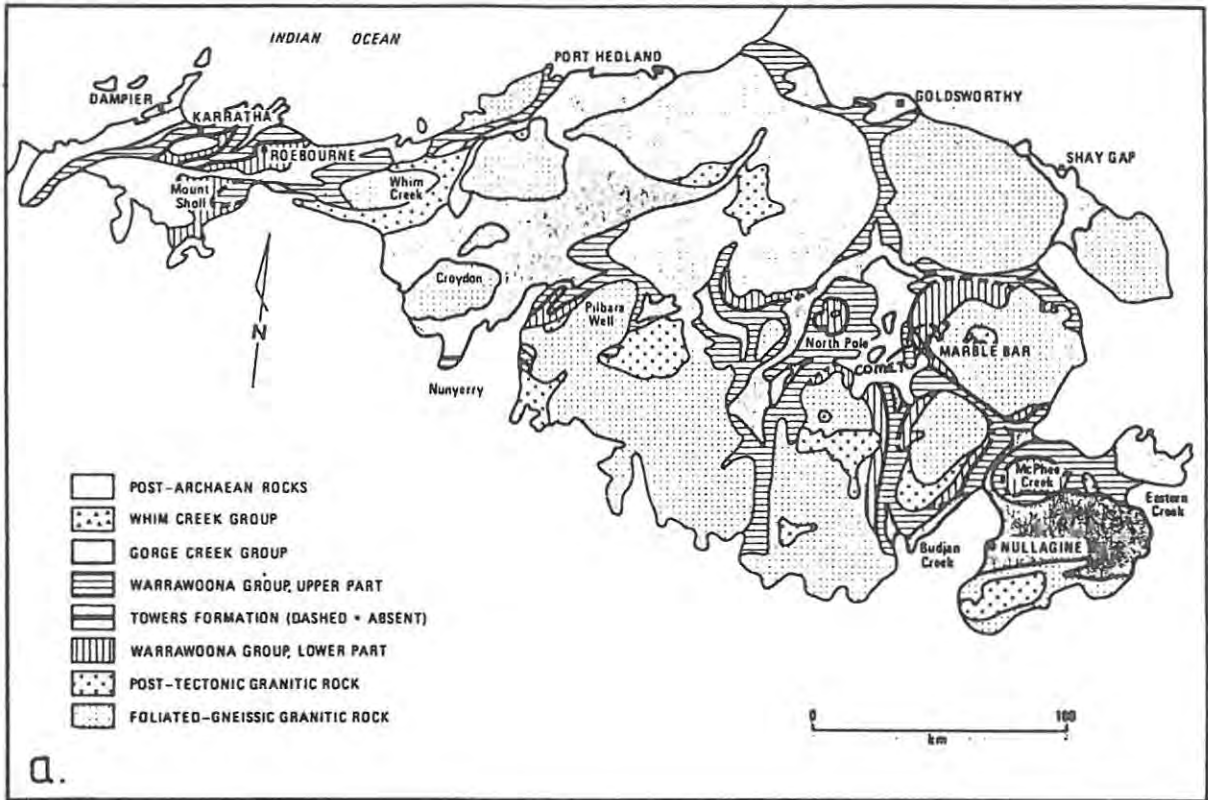 INDIAN OCEAN
PORT HEDLAND
DAMPIER
KARRATHA
GOLDSWORTHY
ROEBOURNE
SHAY GAP
Whim
Creek
Mount
Sholl
Croydon
N
Pilbara
Well
North Pole
MARBLE BAR
COMET
Nunyerry
McPhee
Creek
Eastern
Creek
Budjan
Creek
NULLAGINE
POST-ARCHAEAN ROCKS
WHIM CREEK GROUP
GORGE CREEK GROUP
WARRAWOONA GROUP, UPPER PART
TOWERS FORMATION (DASHED = ABSENT)
WARRAWOONA GROUP, LOWER PART
POST-TECTONIC GRANITIC ROCK
FOLIATED-GNEISSIC GRANITIC ROCK
0 100
km
a.